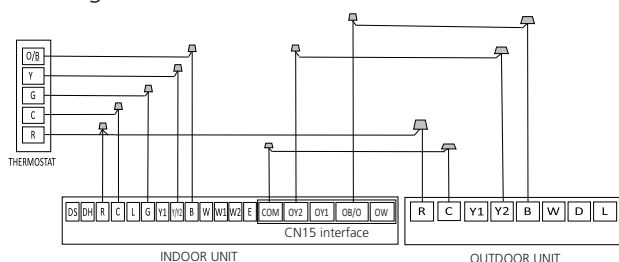 O/B
Y
G
C
R
THERMOSTAT
DS DH R C L G Y1 Y/Y2 B W W1 W2 E COM OY2 OY1 OB/O OW
CN15 interface
INDOOR UNIT
R C Y1 Y2 B W D L
OUTDOOR UNIT